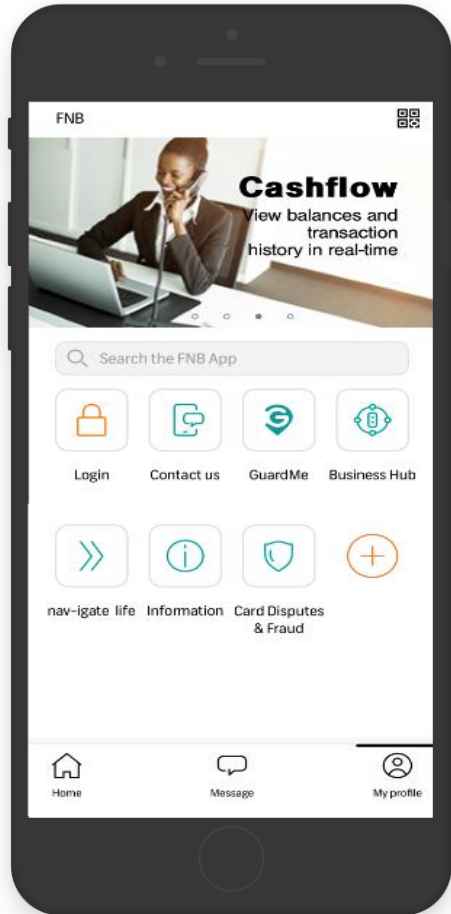 FNB
Cashflow
View balances and
transaction
history in real-time
Search the FNB App
Login
Contact us
GuardMe
Business Hub
nav-igate life
Information
Card Disputes
& Fraud
Home
Message
My profile